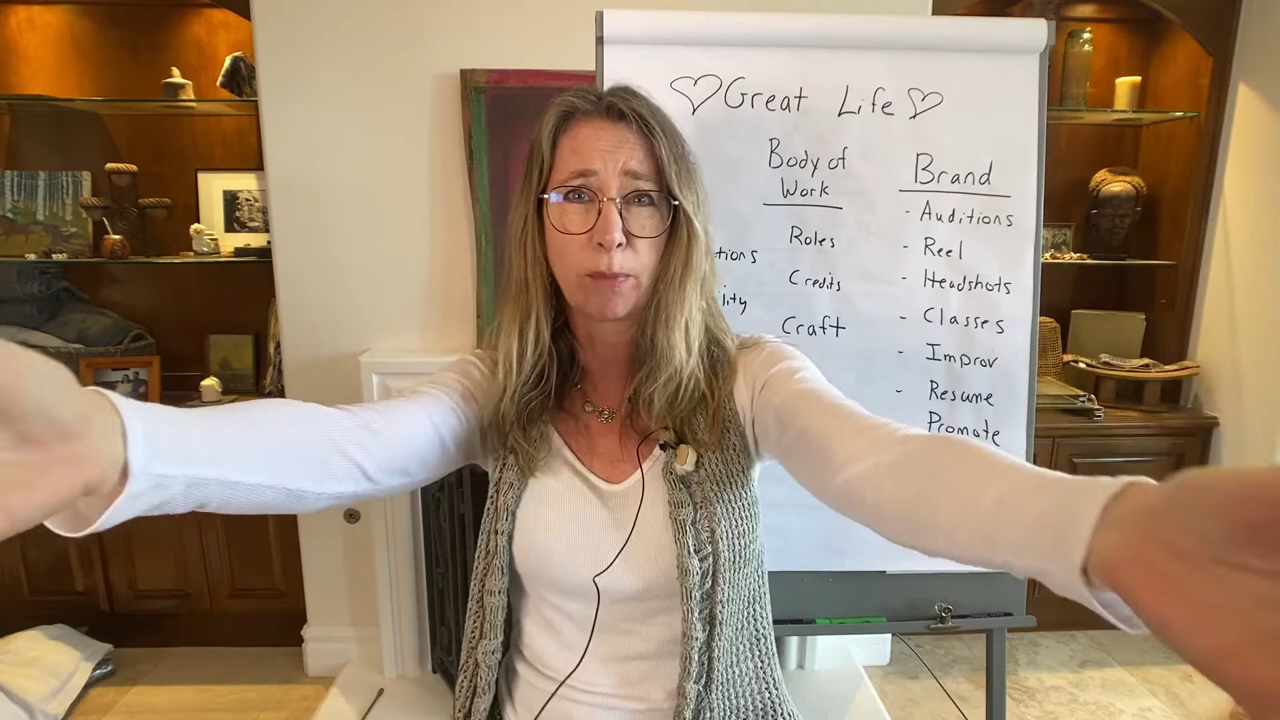 Great Life
Body of
Work
Roles
Credits
Craft
Brand
- Auditions
- Reel
- Headshots
- Classes
- Improv
- Resume
Promote